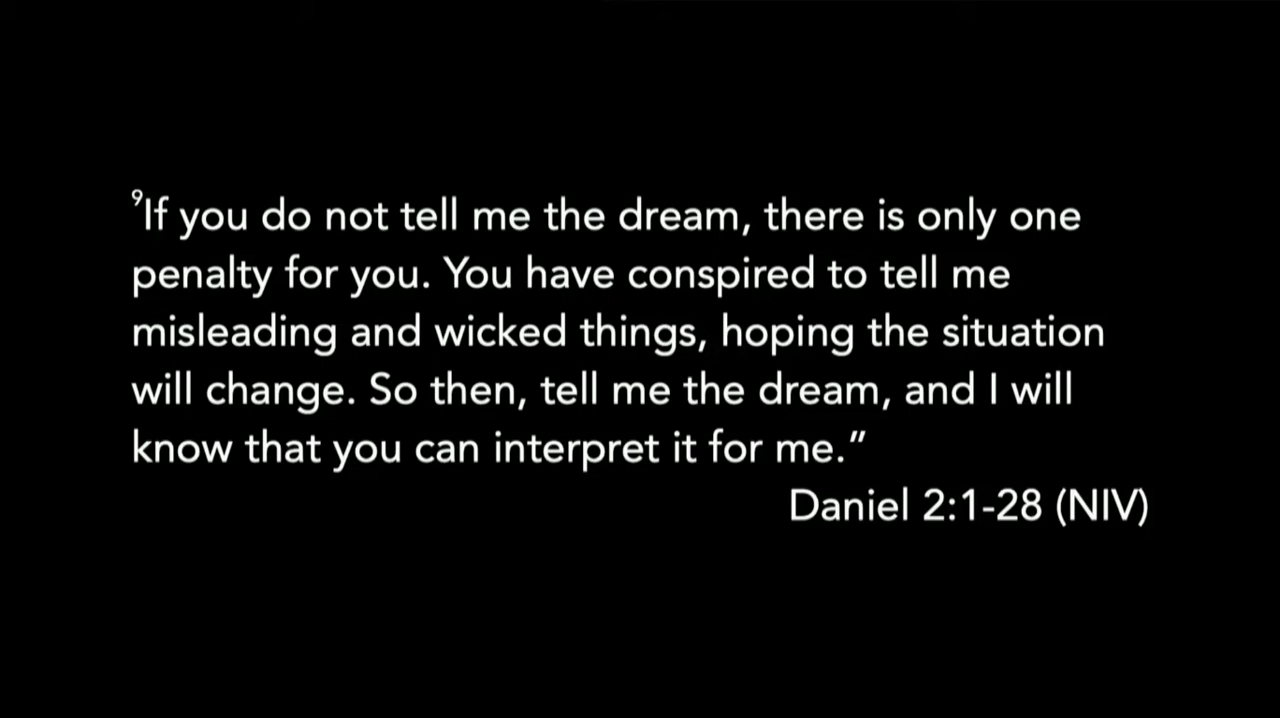 ⁹If you do not tell me the dream, there is only one
penalty for you. You have conspired to tell me
misleading and wicked things, hoping the situation
will change. So then, tell me the dream, and I will
know that you can interpret it for me.”
Daniel 2:1-28 (NIV)